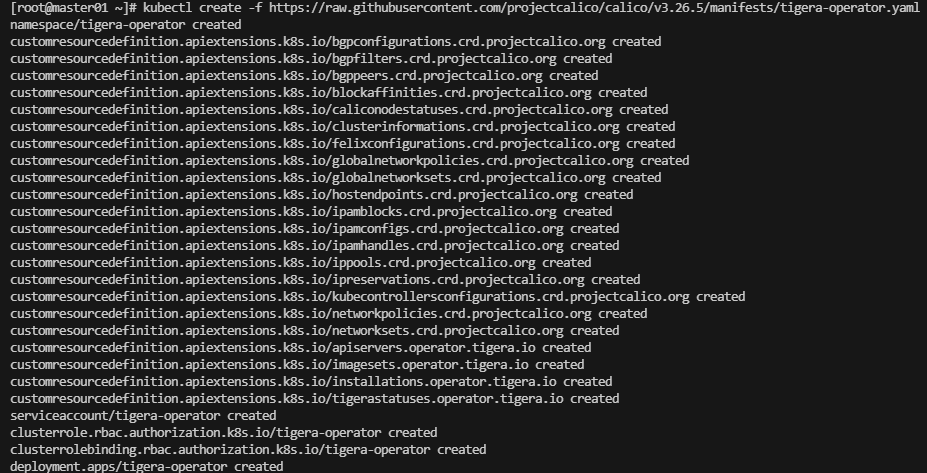 [root@master01 ~]# kubectl create -f https://raw.githubusercontent.com/projectcalico/calico/v3.26.5/manifests/tigera-operator.yaml
namespace/tigera-operator created
customresourcedefinition.apiextensions.k8s.io/bgpconfigurations.crd.projectcalico.org created
customresourcedefinition.apiextensions.k8s.io/bgpfilters.crd.projectcalico.org created
customresourcedefinition.apiextensions.k8s.io/bgppeers.crd.projectcalico.org created
customresourcedefinition.apiextensions.k8s.io/blockaffinities.crd.projectcalico.org created
customresourcedefinition.apiextensions.k8s.io/caliconodestatuses.crd.projectcalico.org created
customresourcedefinition.apiextensions.k8s.io/clusterinformations.crd.projectcalico.org created
customresourcedefinition.apiextensions.k8s.io/felixconfigurations.crd.projectcalico.org created
customresourcedefinition.apiextensions.k8s.io/globalnetworkpolicies.crd.projectcalico.org created
customresourcedefinition.apiextensions.k8s.io/globalnetworksets.crd.projectcalico.org created
customresourcedefinition.apiextensions.k8s.io/hostendpoints.crd.projectcalico.org created
customresourcedefinition.apiextensions.k8s.io/ipamblocks.crd.projectcalico.org created
customresourcedefinition.apiextensions.k8s.io/ipamconfigs.crd.projectcalico.org created
customresourcedefinition.apiextensions.k8s.io/ipamhandles.crd.projectcalico.org created
customresourcedefinition.apiextensions.k8s.io/ippools.crd.projectcalico.org created
customresourcedefinition.apiextensions.k8s.io/ipreservations.crd.projectcalico.org created
customresourcedefinition.apiextensions.k8s.io/kubecontrollersconfigurations.crd.projectcalico.org created
customresourcedefinition.apiextensions.k8s.io/networkpolicies.crd.projectcalico.org created
customresourcedefinition.apiextensions.k8s.io/networksets.crd.projectcalico.org created
customresourcedefinition.apiextensions.k8s.io/apiservers.operator.tigera.io created
customresourcedefinition.apiextensions.k8s.io/imagesets.operator.tigera.io created
customresourcedefinition.apiextensions.k8s.io/installations.operator.tigera.io created
customresourcedefinition.apiextensions.k8s.io/tigerastatuses.operator.tigera.io created
serviceaccount/tigera-operator created
clusterrole.rbac.authorization.k8s.io/tigera-operator created
clusterrolebinding.rbac.authorization.k8s.io/tigera-operator created
deployment.apps/tigera-operator created